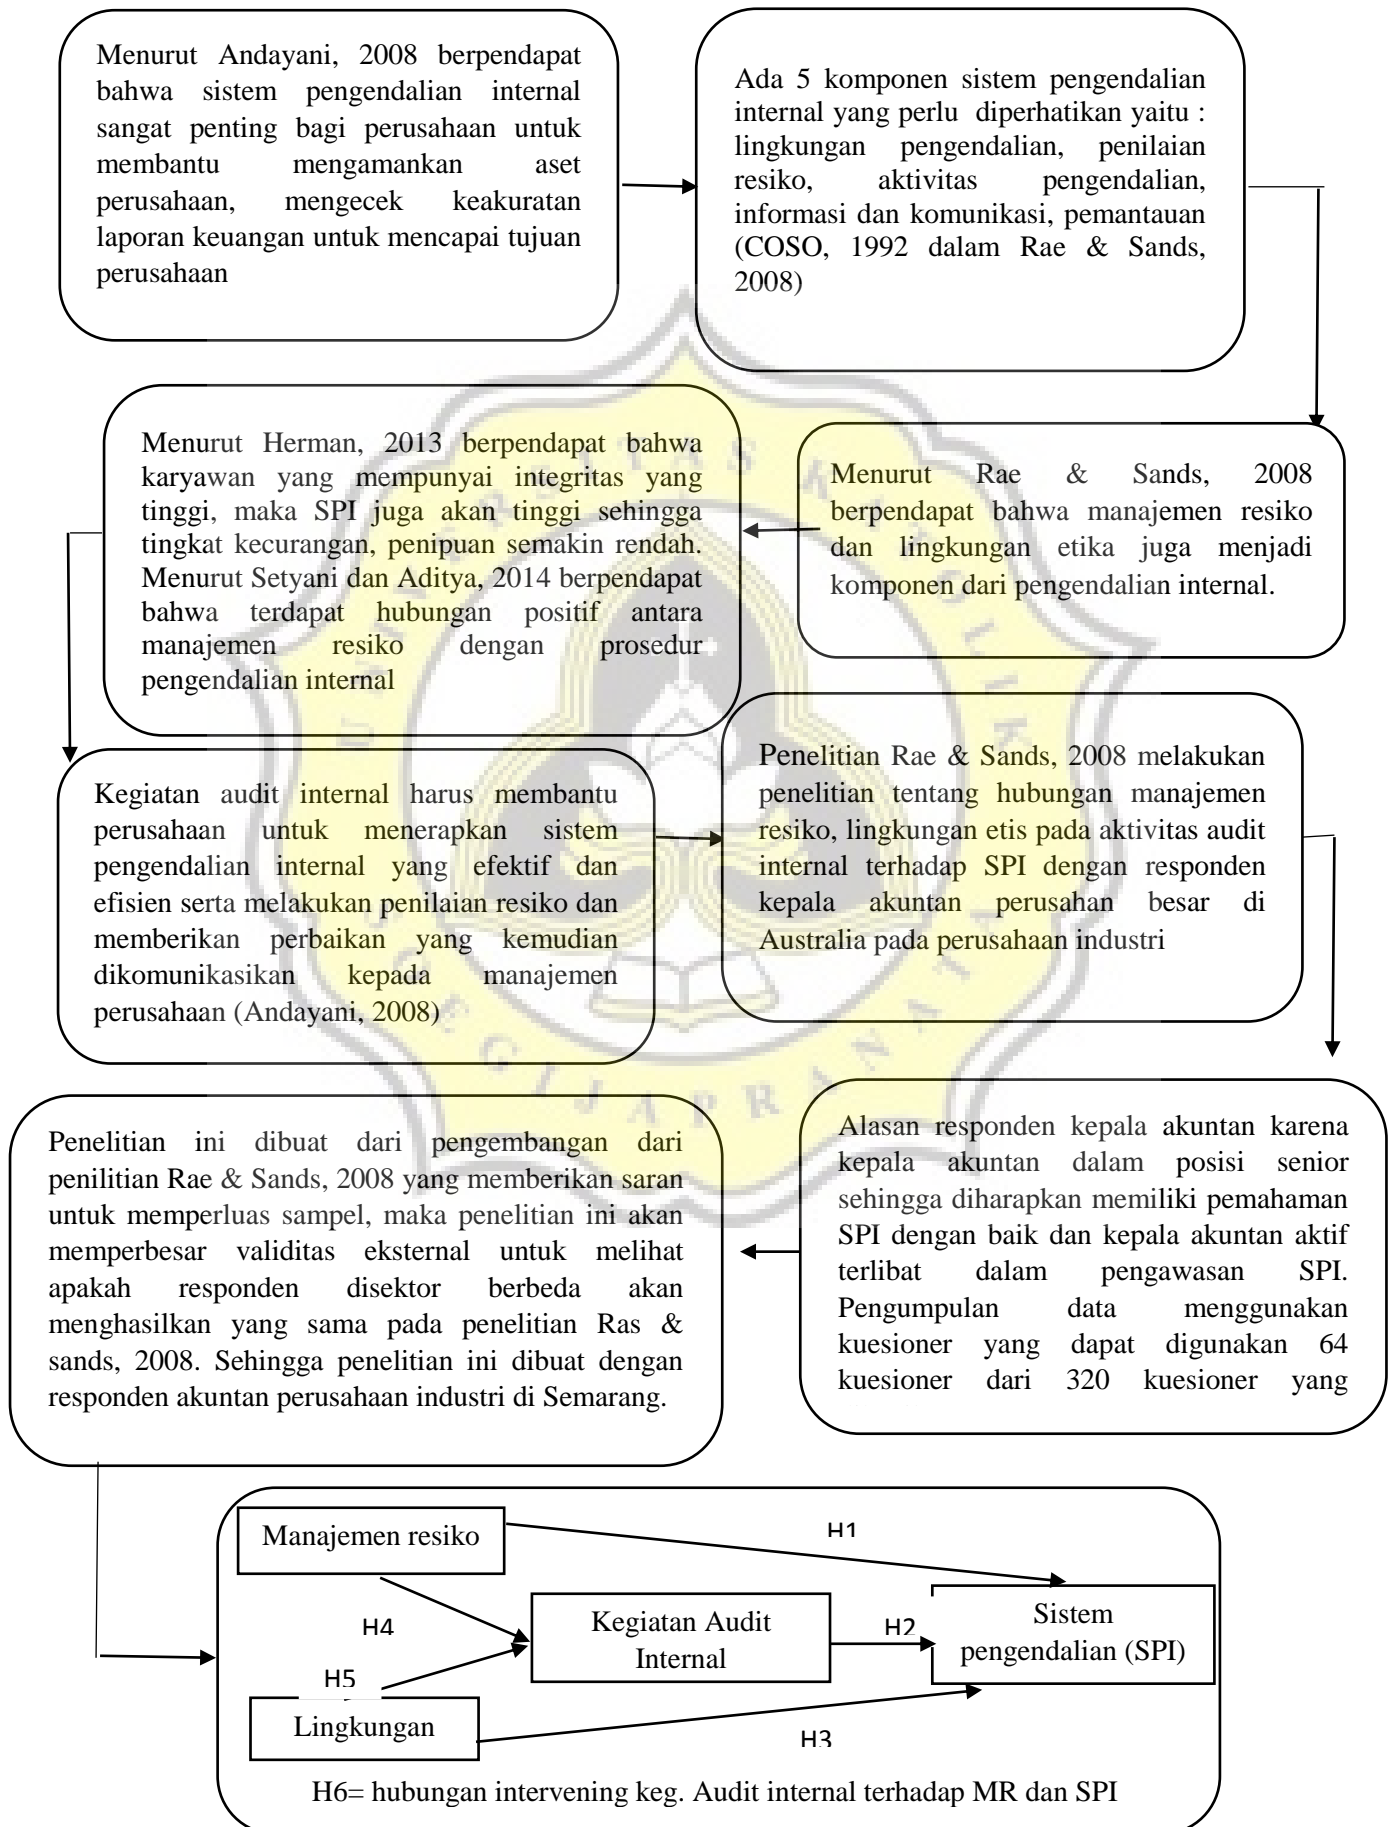 Menurut Andayani, 2008 berpendapat
bahwa sistem pengendalian internal
sangat penting bagi perusahaan untuk
membantu mengamankan aset
perusahaan, mengecek keakuratan
laporan keuangan untuk mencapai tujuan
perusahaan
Ada 5 komponen sistem pengendalian
internal yang perlu diperhatikan yaitu :
lingkungan pengendalian, penilaian
resiko, aktivitas pengendalian,
informasi dan komunikasi, pemantauan
(COSO, 1992 dalam Rae & Sands,
2008)
Menurut Rae & Sands, 2008
berpendapat bahwa manajemen resiko
dan lingkungan etika juga menjadi
komponen dari pengendalian internal.
Menurut Herman, 2013 berpendapat bahwa
karyawan yang mempunyai integritas yang
tinggi, maka SPI juga akan tinggi sehingga
tingkat kecurangan, penipuan semakin rendah.
Menurut Setyani dan Aditya, 2014 berpendapat
bahwa terdapat hubungan positif antara
manajemen resiko dengan prosedur
pengendalian internal
Kegiatan audit internal harus membantu
perusahaan untuk menerapkan sistem
pengendalian internal yang efektif dan
efisien serta melakukan penilaian resiko dan
memberikan perbaikan yang kemudian
dikomunikasikan kepada manajemen
perusahaan (Andayani, 2008)
Penelitian Rae & Sands, 2008 melakukan
penelitian tentang hubungan manajemen
resiko, lingkungan etis pada aktivitas audit
internal terhadap SPI dengan responden
kepala akuntan perusahan besar di
Australia pada perusahaan industri
Alasan responden kepala akuntan karena
kepala akuntan dalam posisi senior
sehingga diharapkan memiliki pemahaman
SPI dengan baik dan kepala akuntan aktif
terlibat dalam pengawasan SPI.
Pengumpulan data menggunakan
kuesioner yang dapat digunakan 64
kuesioner dari 320 kuesioner yang
Penelitian ini dibuat dari pengembangan dari
penilitian Rae & Sands, 2008 yang memberikan saran
untuk memperluas sampel, maka penelitian ini akan
memperbesar validitas eksternal untuk melihat
apakah responden disektor berbeda akan
menghasilkan yang sama pada penelitian Ras &
sands, 2008. Sehingga penelitian ini dibuat dengan
responden akuntan perusahaan industri di Semarang.
Manajemen resiko
H1
H4
Kegiatan Audit
Internal
H2
Sistem
pengendalian (SPI)
H5
Lingkungan
H3
H6= hubungan intervening keg. Audit internal terhadap MR dan SPI
UNIVERSITAS KATOLIK
SOEGIJAPRANATA